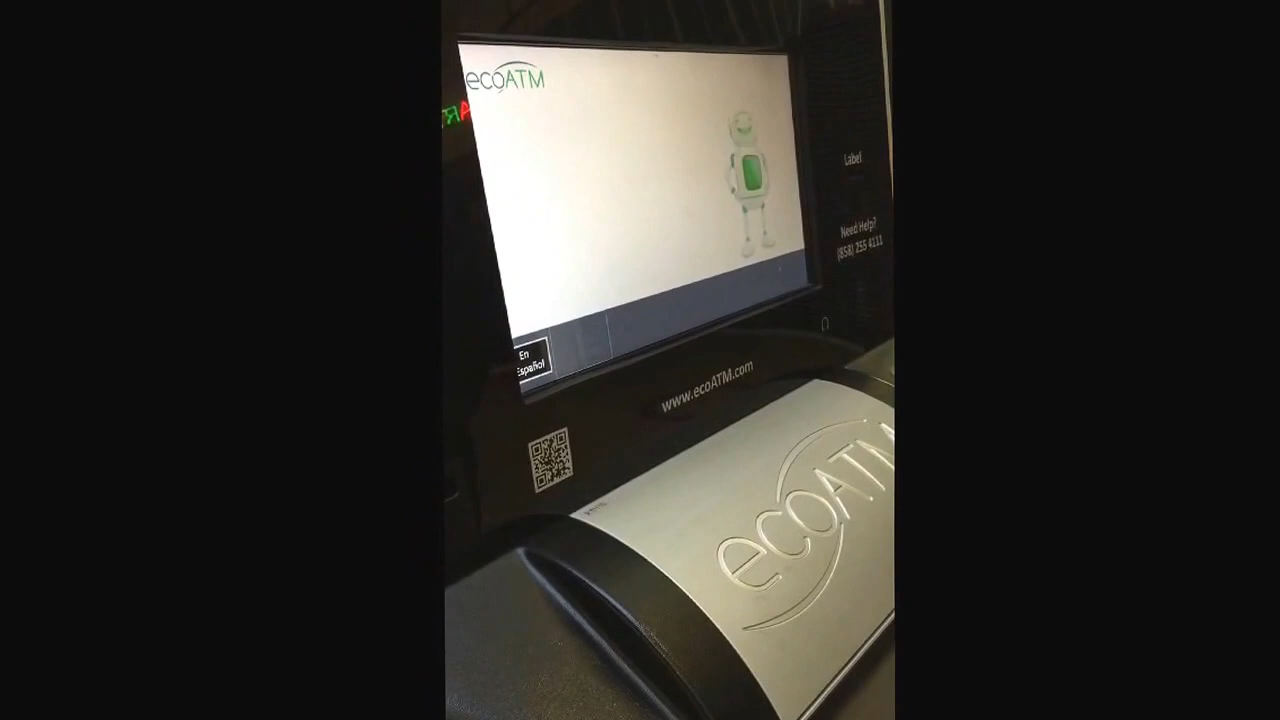 ecoATM
Label
Need Help?
(858) 255 4111
En
Español
www.ecoATM.com
ecoATM